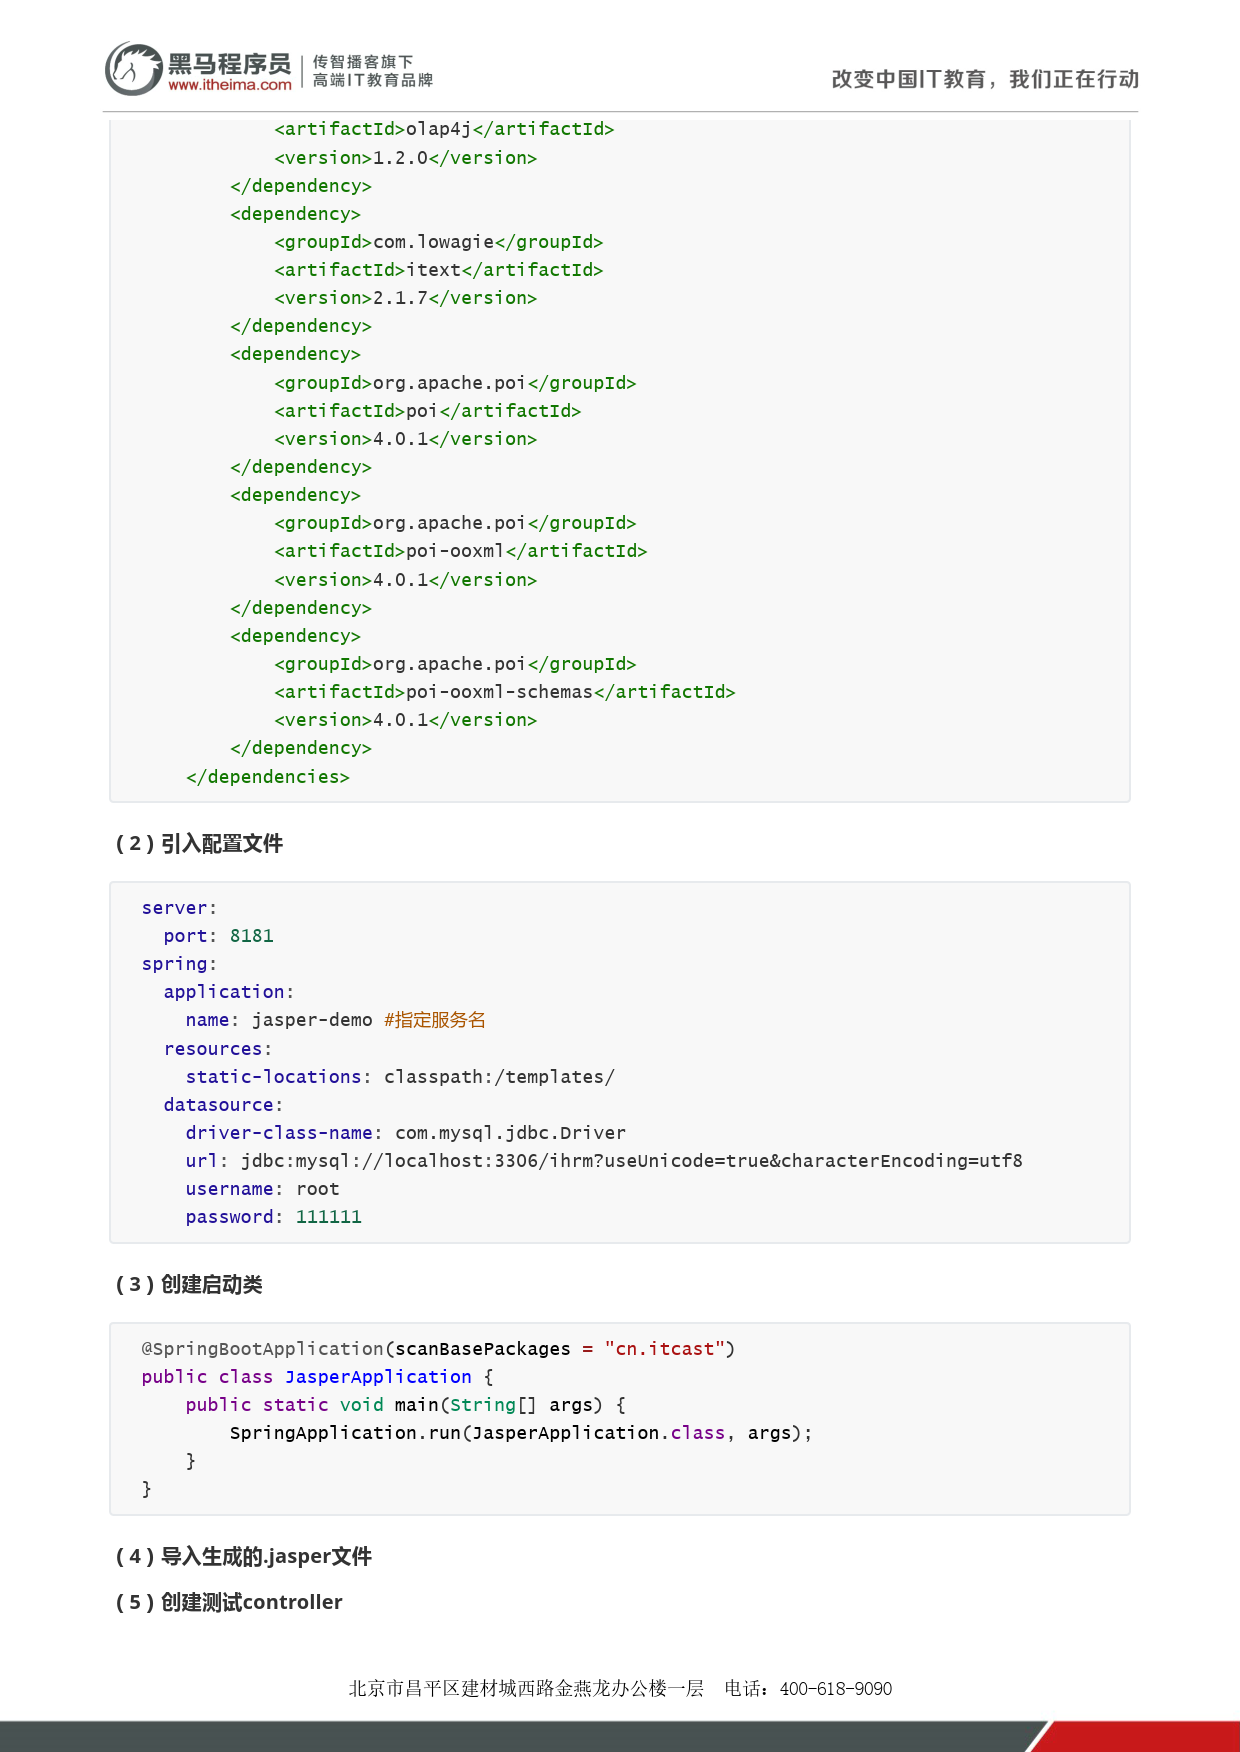 黑马程序员
www.itheima.com
传智播客旗下
高端IT教育品牌
改变中国IT教育，我们正在行动
            <artifactId>olap4j</artifactId>
            <version>1.2.0</version>
        </dependency>
        <dependency>
            <groupId>com.lowagie</groupId>
            <artifactId>itext</artifactId>
            <version>2.1.7</version>
        </dependency>
        <dependency>
            <groupId>org.apache.poi</groupId>
            <artifactId>poi</artifactId>
            <version>4.0.1</version>
        </dependency>
        <dependency>
            <groupId>org.apache.poi</groupId>
            <artifactId>poi-ooxml</artifactId>
            <version>4.0.1</version>
        </dependency>
        <dependency>
            <groupId>org.apache.poi</groupId>
            <artifactId>poi-ooxml-schemas</artifactId>
            <version>4.0.1</version>
        </dependency>
    </dependencies>
（2）引入配置文件
server:
  port: 8181
spring:
  application:
    name: jasper-demo #指定服务名
  resources:
    static-locations: classpath:/templates/
  datasource:
    driver-class-name: com.mysql.jdbc.Driver
    url: jdbc:mysql://localhost:3306/ihrm?useUnicode=true&characterEncoding=utf8
    username: root
    password: 111111
（3）创建启动类
@SpringBootApplication(scanBasePackages = "cn.itcast")
public class JasperApplication {
    public static void main(String[] args) {
        SpringApplication.run(JasperApplication.class, args);
    }
}
（4）导入生成的.jasper文件
（5）创建测试controller
北京市昌平区建材城西路金燕龙办公楼一层 电话：400-618-9090